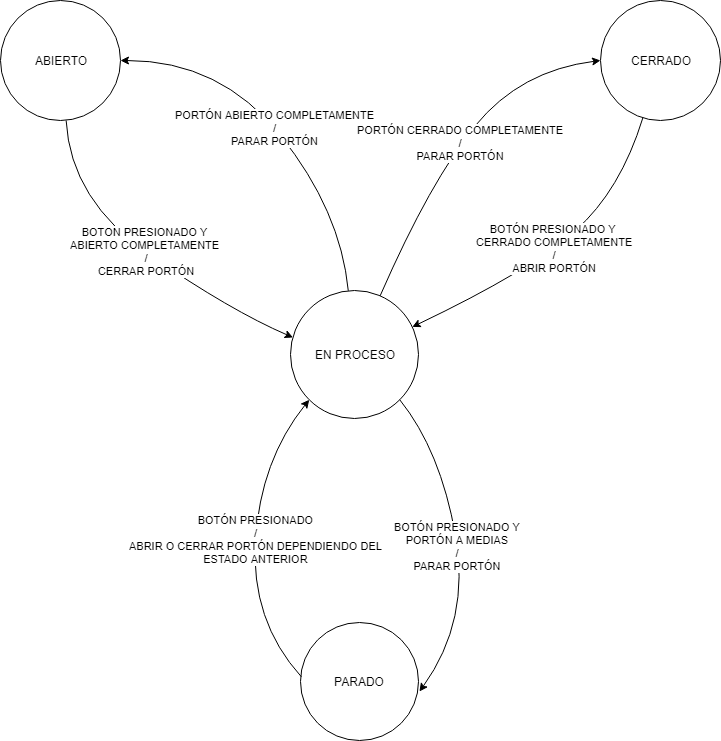 ABIERTO
CERRADO
PORTÓN ABIERTO COMPLETAMENTE
/
PARAR PORTÓN
PORTÓN CERRADO COMPLETAMENTE
/
PARAR PORTÓN
BOTÓN PRESIONADO Y
ABIERTO COMPLETAMENTE
/
CERRAR PORTÓN
BOTÓN PRESIONADO Y
CERRADO COMPLETAMENTE
/
ABRIR PORTÓN
EN PROCESO
BOTÓN PRESIONADO
/
ABRIR O CERRAR PORTÓN DEPENDIENDO DEL
ESTADO ANTERIOR
BOTÓN PRESIONADO Y
PORTÓN A MEDIAS
/
PARAR PORTÓN
PARADO